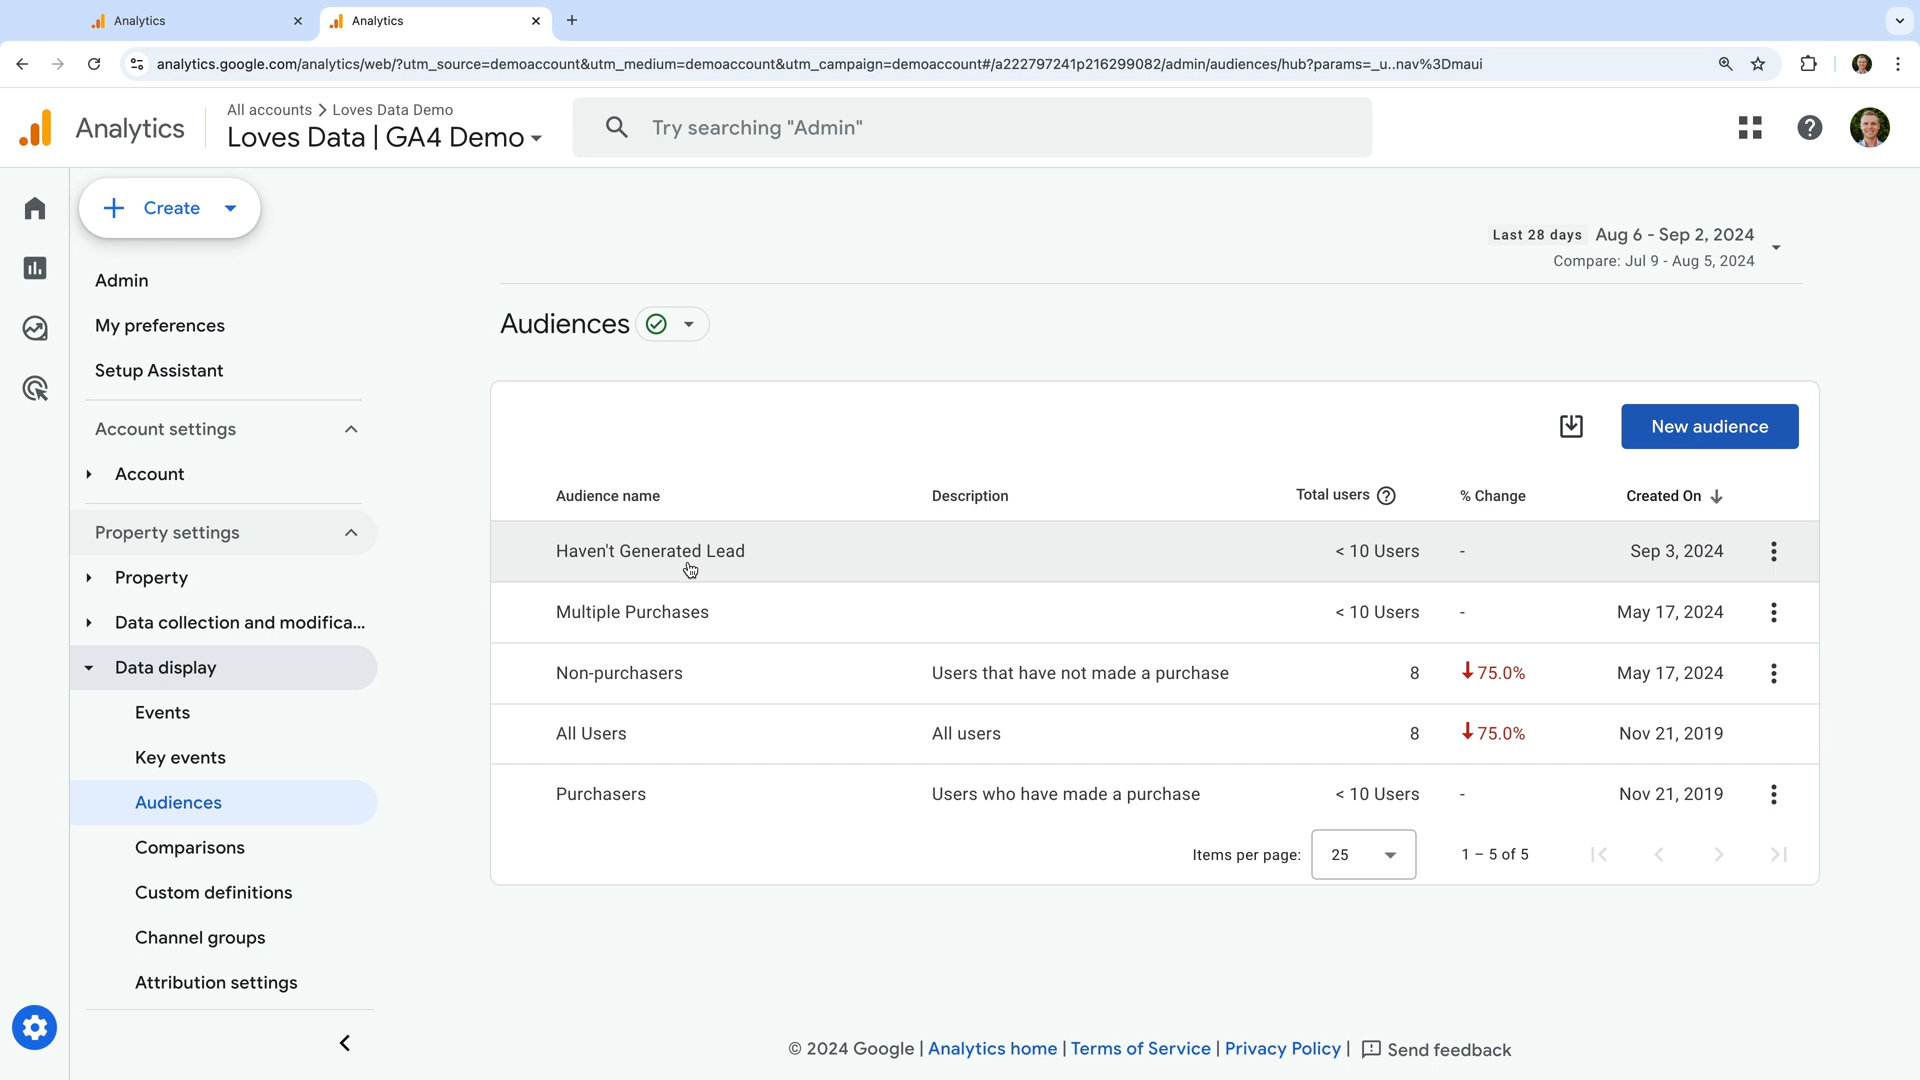 Analytics
Analytics
analytics.google.com/analytics/web/?utm_source=demoaccount&utm_medium=demoaccount&utm_campaign=demoaccount#/a222797241p216299082/admin/audiences/hub?params=_u..nav%3Dmaui
Analytics
All accounts > Loves Data Demo
Loves Data | GA4 Demo
Try searching "Admin"
Create
Admin
My preferences
Setup Assistant
Account settings
Account
Property settings
Property
Data collection and modifica...
Data display
Events
Key events
Audiences
Comparisons
Custom definitions
Channel groups
Attribution settings
Last 28 days Aug 6 - Sep 2, 2024
Compare: Jul 9 - Aug 5, 2024
Audiences
New audience
Audience name Description Total users % Change Created On
Haven't Generated Lead < 10 Users - Sep 3, 2024
Multiple Purchases < 10 Users - May 17, 2024
Non-purchasers Users that have not made a purchase 8 75.0% May 17, 2024
All Users All users 8 75.0% Nov 21, 2019
Purchasers Users who have made a purchase < 10 Users - Nov 21, 2019
Items per page: 25 1 – 5 of 5
© 2024 Google | Analytics home | Terms of Service | Privacy Policy | Send feedback